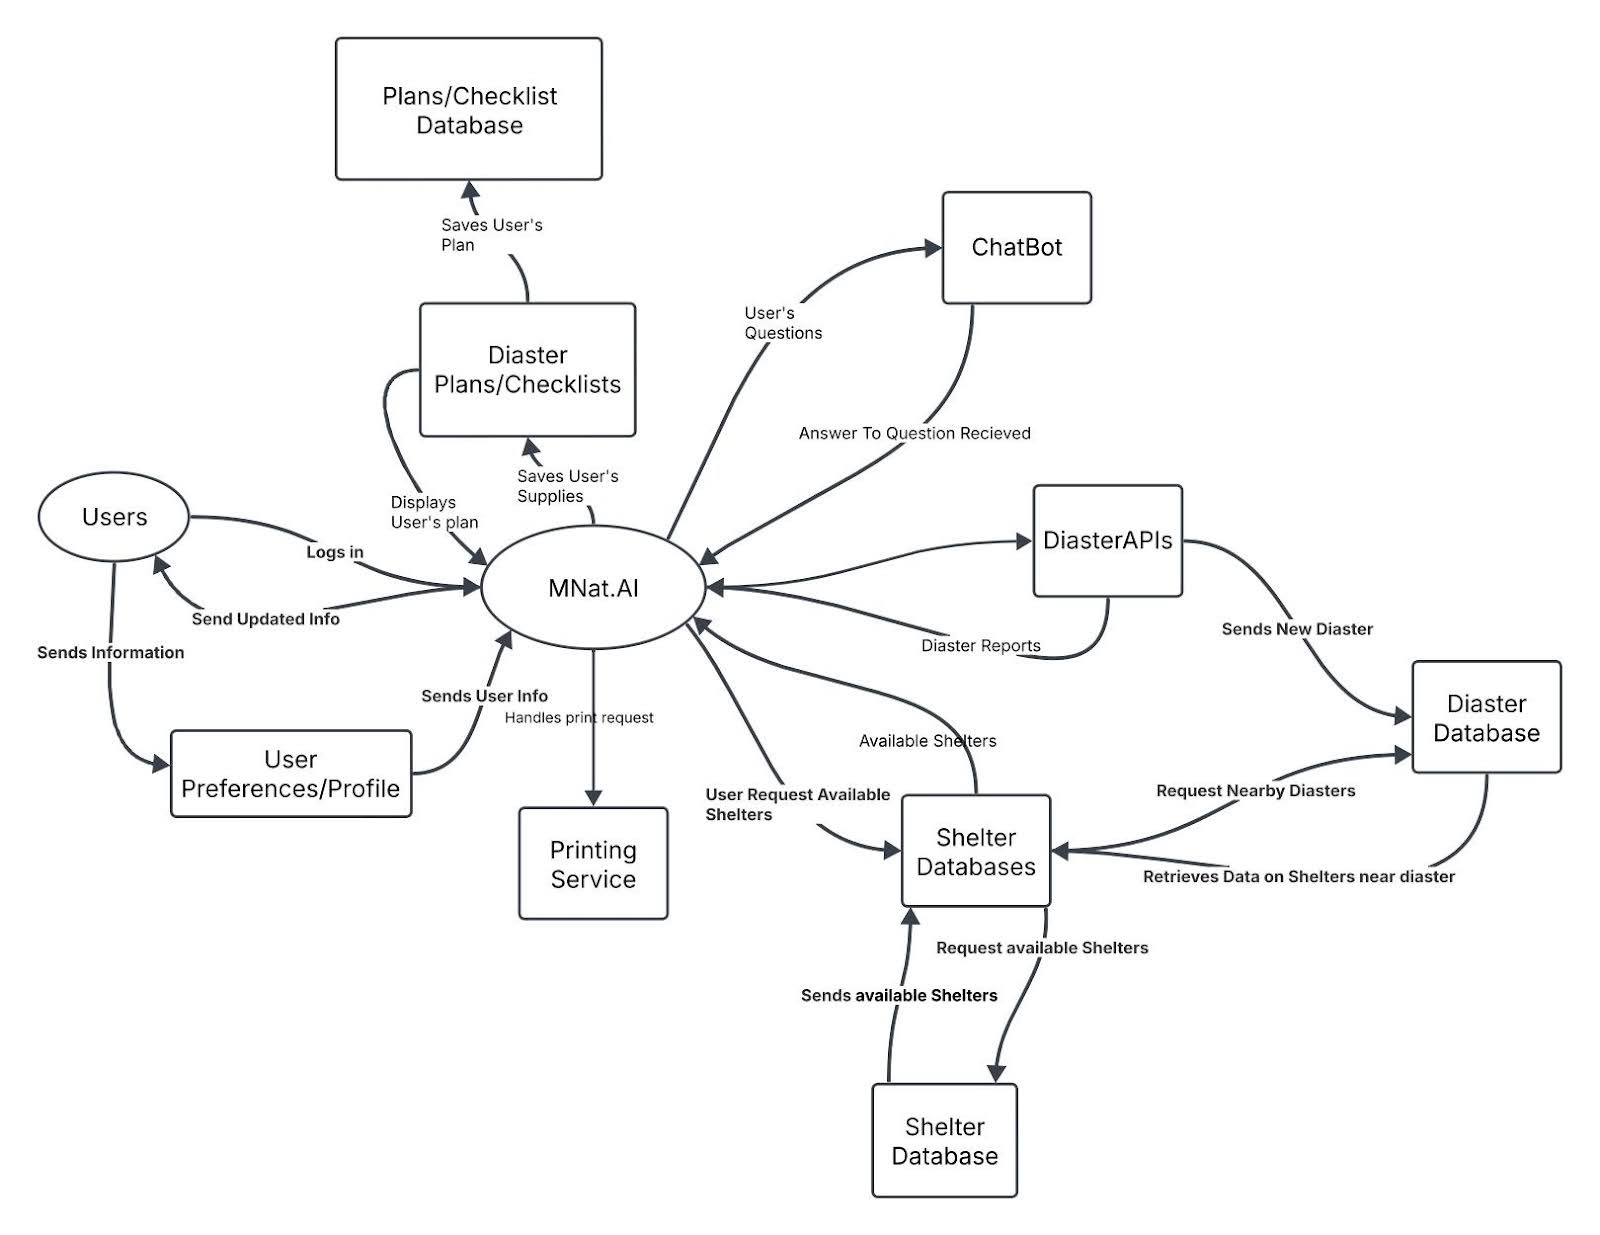 Plans/Checklist
Database
Saves User's
Plan
ChatBot
User's
Questions
Diaster
Plans/Checklists
Answer To Question Recieved
Saves User's
Supplies
Displays
User's plan
Users
Logs in
MNat.AI
DiasterAPIs
Send Updated Info
Sends Information
Diaster Reports
Sends New Diaster
Sends User Info
Handles print request
Diaster
Database
Available Shelters
User
Preferences/Profile
User Request Available
Shelters
Request Nearby Diasters
Printing
Service
Shelter
Databases
Retrieves Data on Shelters near diaster
Request available Shelters
Sends available Shelters
Shelter
Database